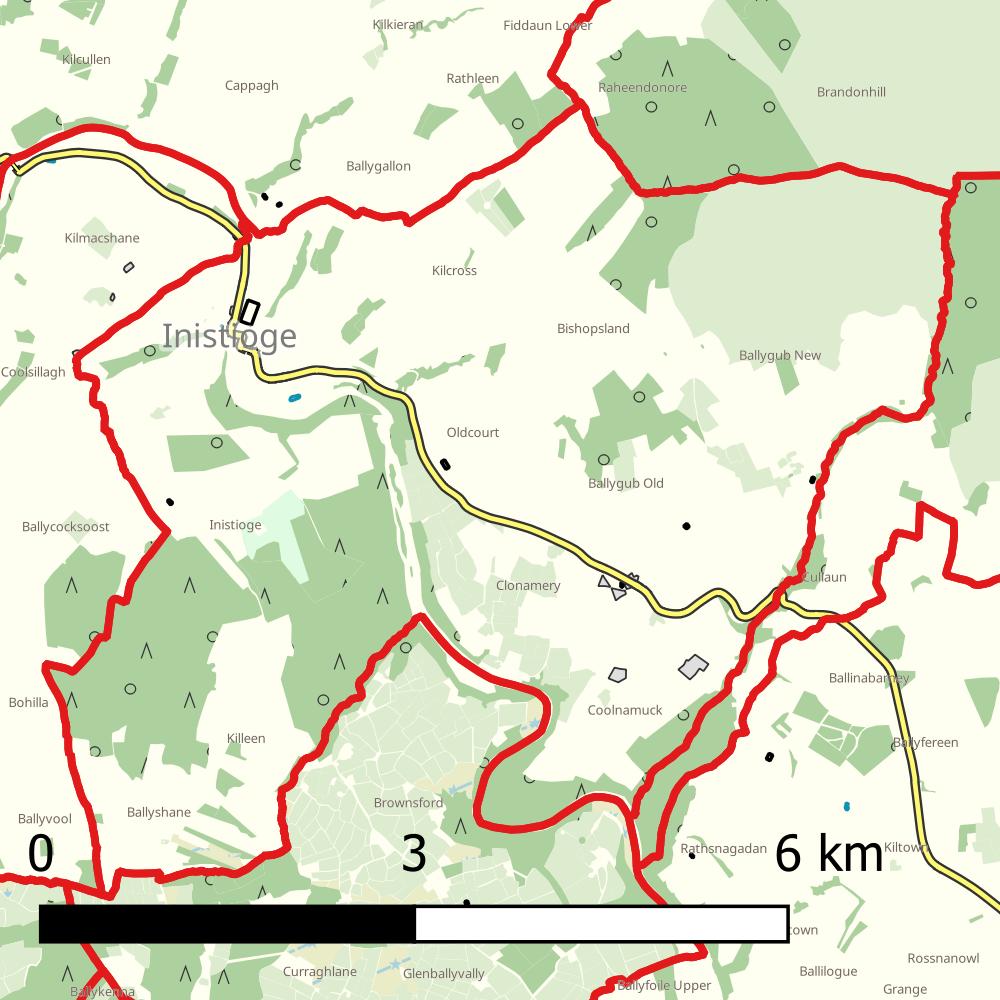 Kilkieran
Fiddaun Lower
Kilcullen
Cappagh
Rathleen
Raheendonore
Brandonhill
Ballygallon
Kilmacshane
Kilcross
Bishopsland
Inistioge
Ballygub New
Coolsillagh
Oldcourt
Ballygub Old
Ballycocksoost
Inistioge
Clonamery
Cullaun
Ballinabarney
Bohilla
Coolnamuck
Killeen
Ballyfereen
Brownsford
Ballyshane
Ballyvool
Rathsnagadan
Kiltown
0 3 6 km
Rossnanowl
Curraghlane
Glenballyvally
Ballilogue
Ballyfoile Upper
Grange
Ballykenna